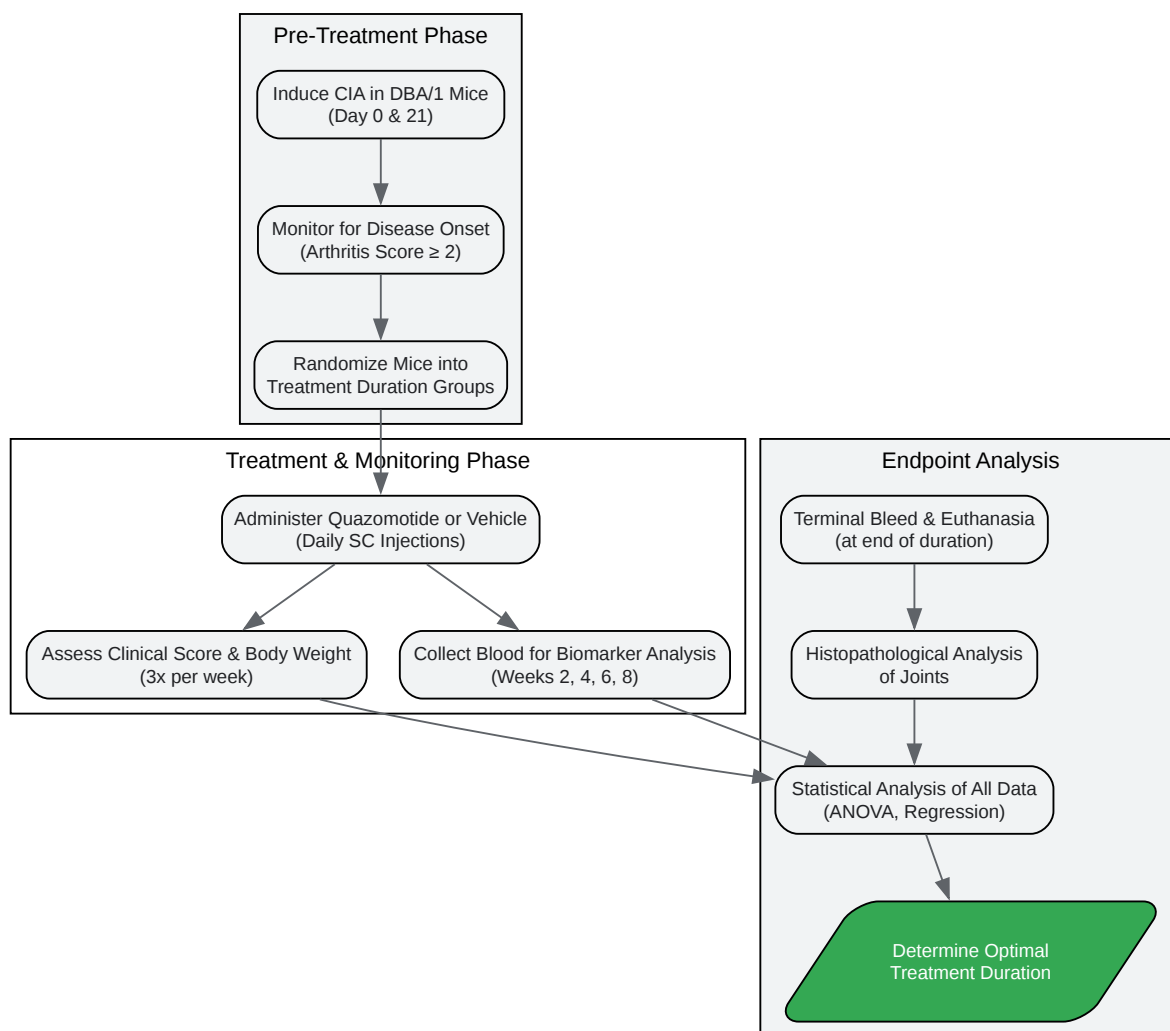 Pre-Treatment Phase
Induce CIA in DBA/1 Mice
(Day 0 & 21)
Monitor for Disease Onset
(Arthritis Score ≥ 2)
Randomize Mice into
Treatment Duration Groups
Treatment & Monitoring Phase
Administer Quazomotide or Vehicle
(Daily SC Injections)
Assess Clinical Score & Body Weight
(3x per week)
Collect Blood for Biomarker Analysis
(Weeks 2, 4, 6, 8)
Endpoint Analysis
Terminal Bleed & Euthanasia
(at end of duration)
Histopathological Analysis
of Joints
Statistical Analysis of All Data
(ANOVA, Regression)
Determine Optimal
Treatment Duration